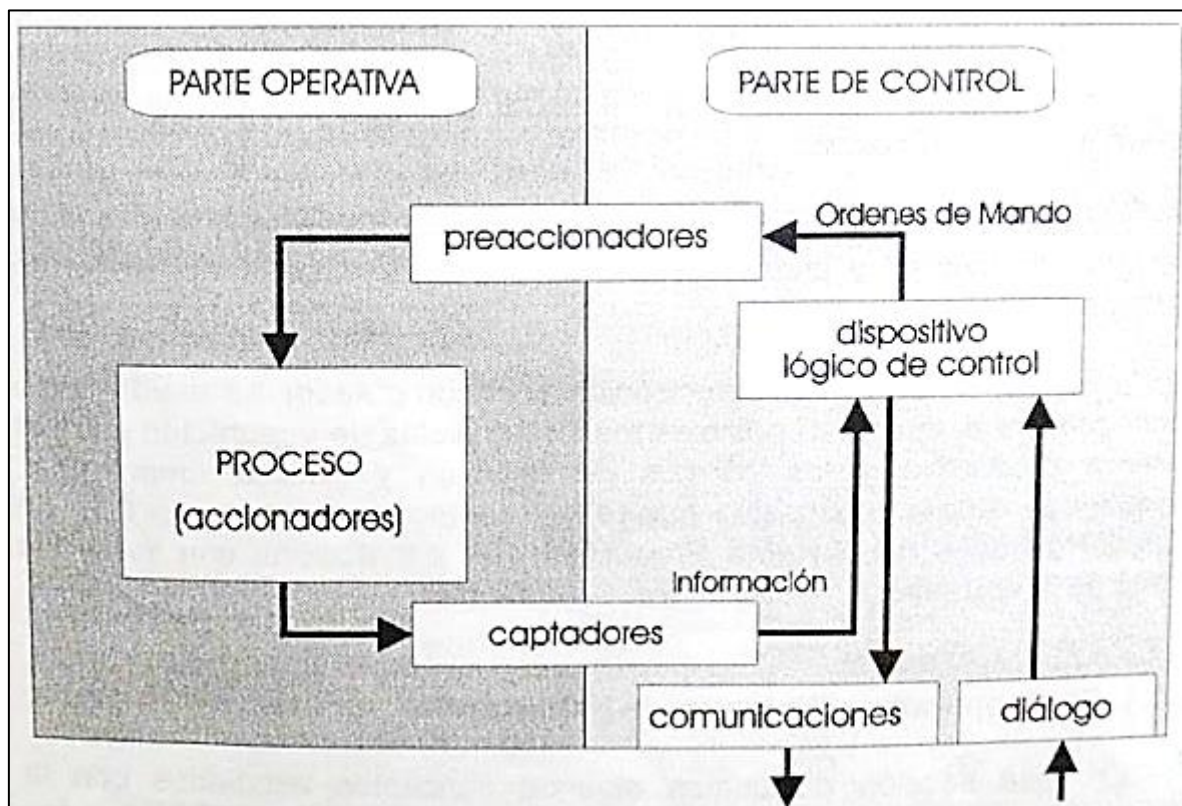 PARTE OPERATIVA
PARTE DE CONTROL
Ordenes de Mando
preaccionadores
dispositivo
lógico de control
PROCESO
(accionadores)
Información
captadores
comunicaciones
diálogo